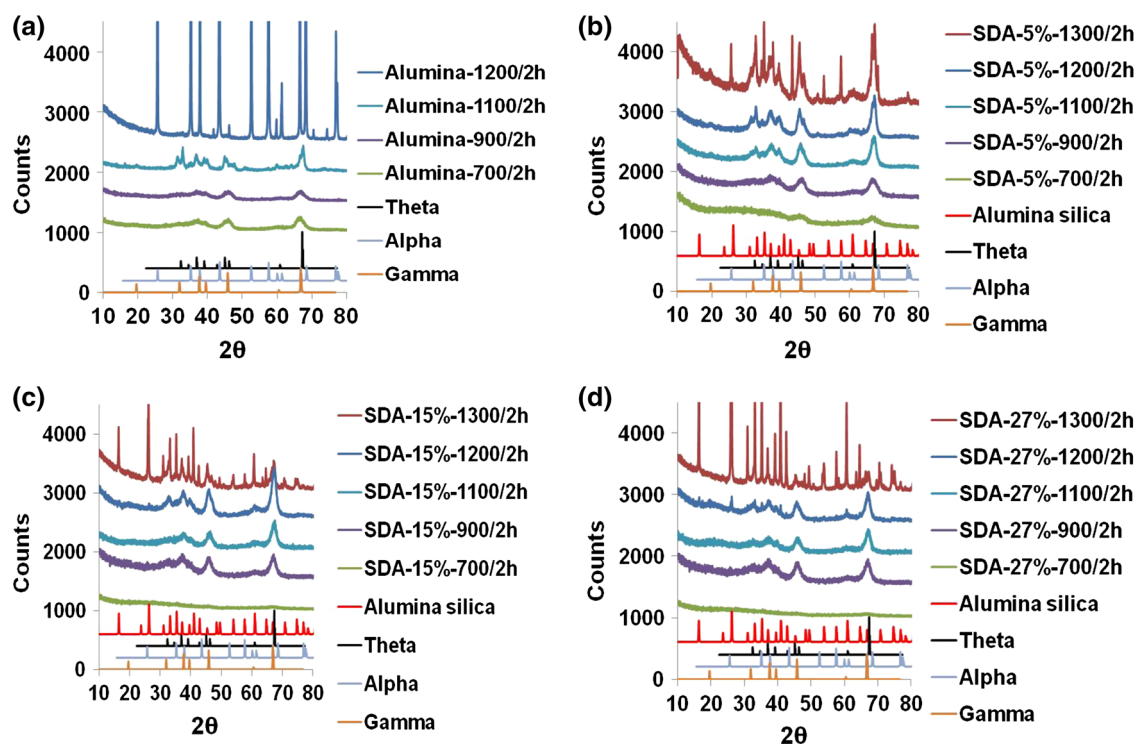 (a)
Counts
4000
3000
2000
1000
0
10 20 30 40 50 60 70 80
2θ
Alumina-1200/2h
Alumina-1100/2h
Alumina-900/2h
Alumina-700/2h
Theta
Alpha
Gamma
(b)
Counts
4000
3000
2000
1000
0
10 20 30 40 50 60 70 80
2θ
SDA-5%-1300/2h
SDA-5%-1200/2h
SDA-5%-1100/2h
SDA-5%-900/2h
SDA-5%-700/2h
Alumina silica
Theta
Alpha
Gamma
(c)
Counts
4000
3000
2000
1000
0
10 20 30 40 50 60 70 80
2θ
SDA-15%-1300/2h
SDA-15%-1200/2h
SDA-15%-1100/2h
SDA-15%-900/2h
SDA-15%-700/2h
Alumina silica
Theta
Alpha
Gamma
(d)
Counts
4000
3000
2000
1000
0
10 20 30 40 50 60 70 80
2θ
SDA-27%-1300/2h
SDA-27%-1200/2h
SDA-27%-1100/2h
SDA-27%-900/2h
SDA-27%-700/2h
Alumina silica
Theta
Alpha
Gamma